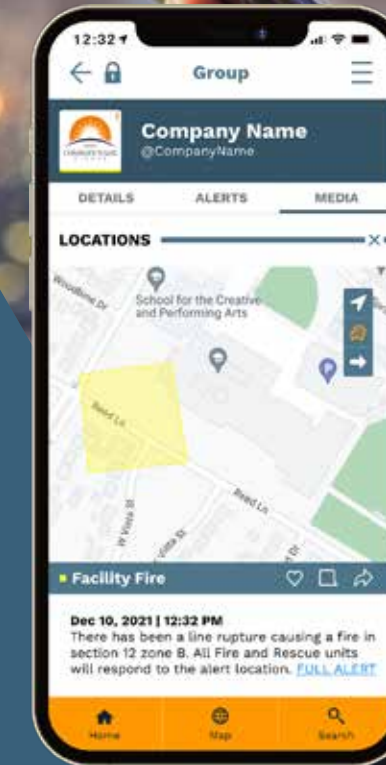 12:32
Group
Company Name
@CompanyName
DETAILS ALERTS MEDIA
LOCATIONS
Woodbine Dr
School for the Creative
and Performing Arts
P
Reed Ln
Reed Ln
W Vista St
Vista St
Dr
Facility Fire
Dec 10, 2021 | 12:32 PM
There has been a line rupture causing a fire in
section 12 zone B. All Fire and Rescue units
will respond to the alert location. FULL ALERT
Home Map Search